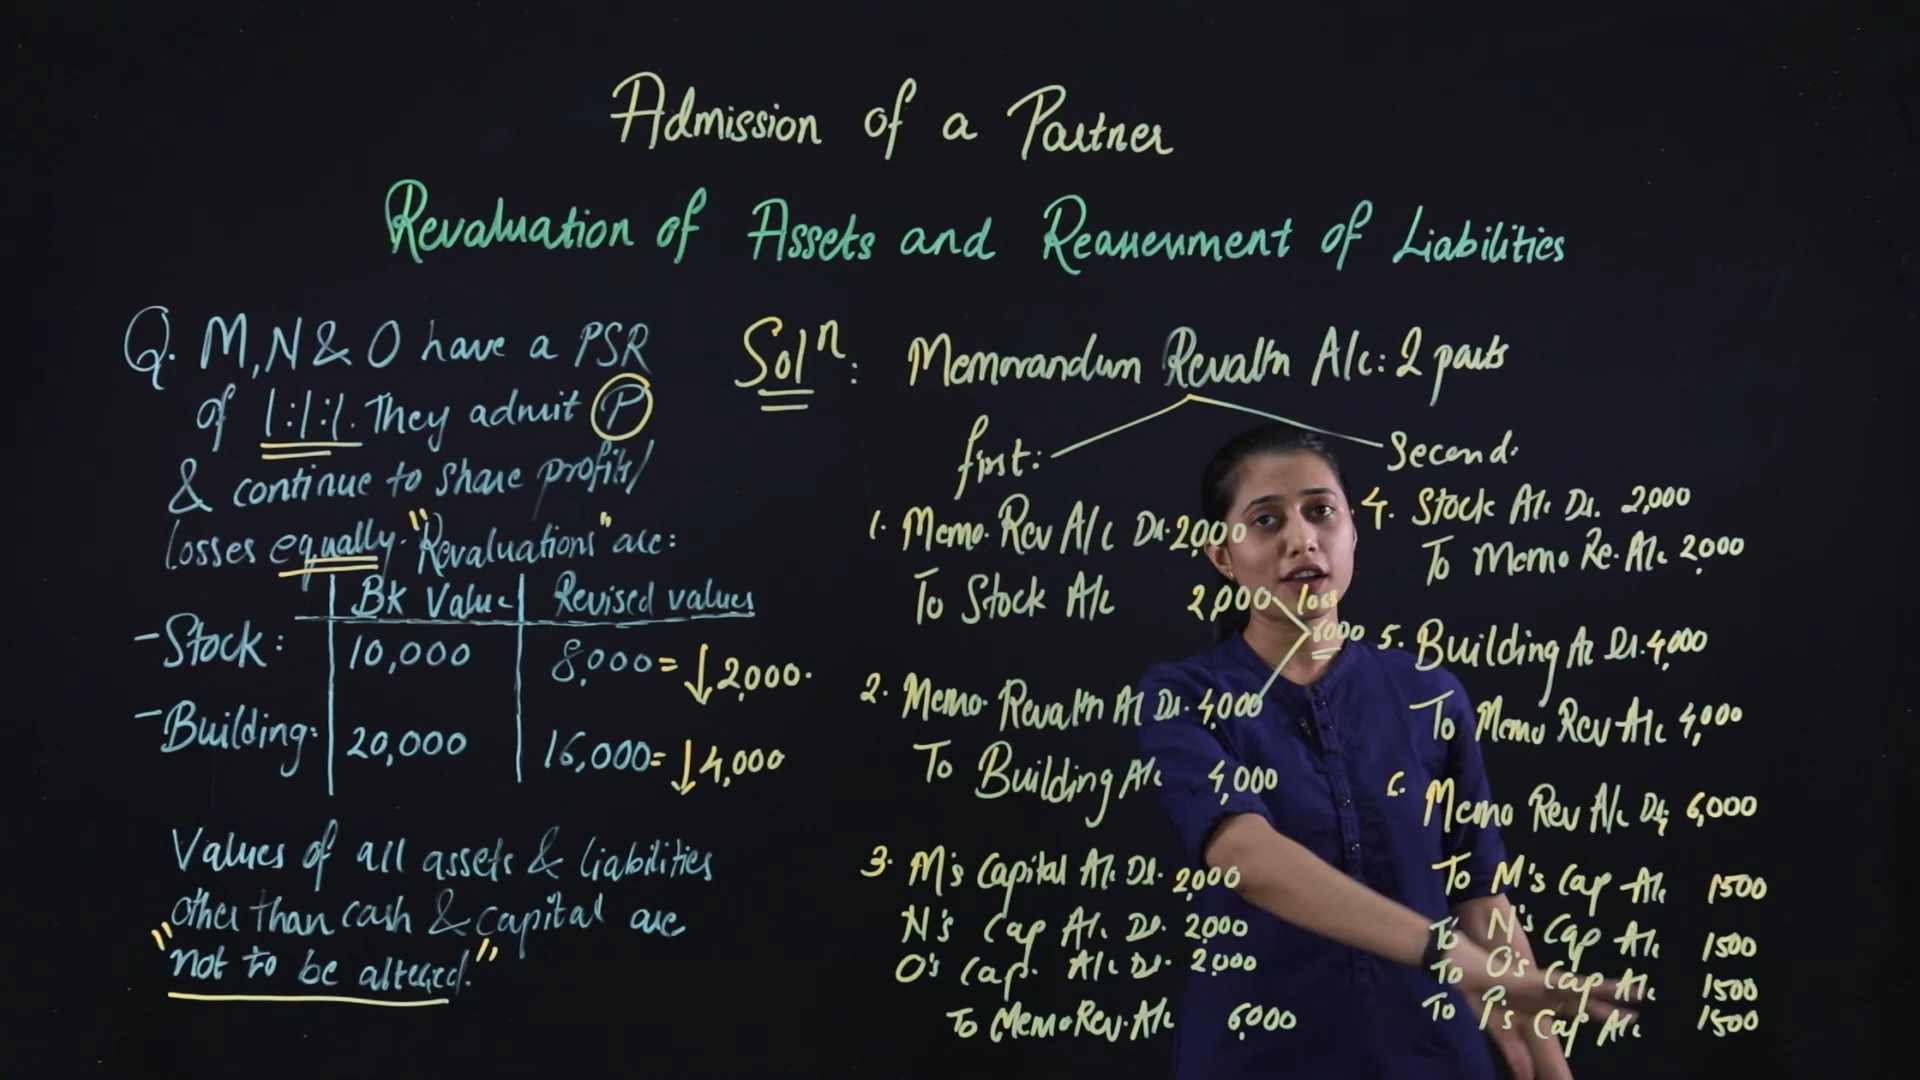 Admission of a Partner
Revaluation of Assets and Reassessment of Liabilities
Q. M, N & O have a PSR
of 1:1:1. They admit P
& continue to share profits/
losses equally. "Revaluations" are:
Bk Value Revised values
- Stock: 10,000 8,000 = ↓2,000.
- Building: 20,000 16,000 = ↓4,000
Values of all assets & liabilities
other than cash & capital are
"not to be altered."
Solⁿ: Memorandum Revaltn A/c: 2 parts
first:
1. Memo. Rev A/c Dr. 2,000
To Stock A/c 2,000 loss
6000
2. Memo. Revaltn A/c Dr. 4,000
To Building A/c 4,000
3. M's Capital A/c Dr. 2,000
N's Cap A/c Dr. 2,000
O's Cap. A/c Dr. 2,000
To Memo Rev. A/c 6,000
Second:
4. Stock A/c Dr. 2,000
To Memo Re. A/c 2,000
5. Building A/c Dr. 4,000
To Memo Rev A/c 4,000
6. Memo Rev A/c Dr. 6,000
To M's Cap A/c 1500
To N's Cap A/c 1500
To O's Cap A/c 1500
To P's Cap A/c 1500